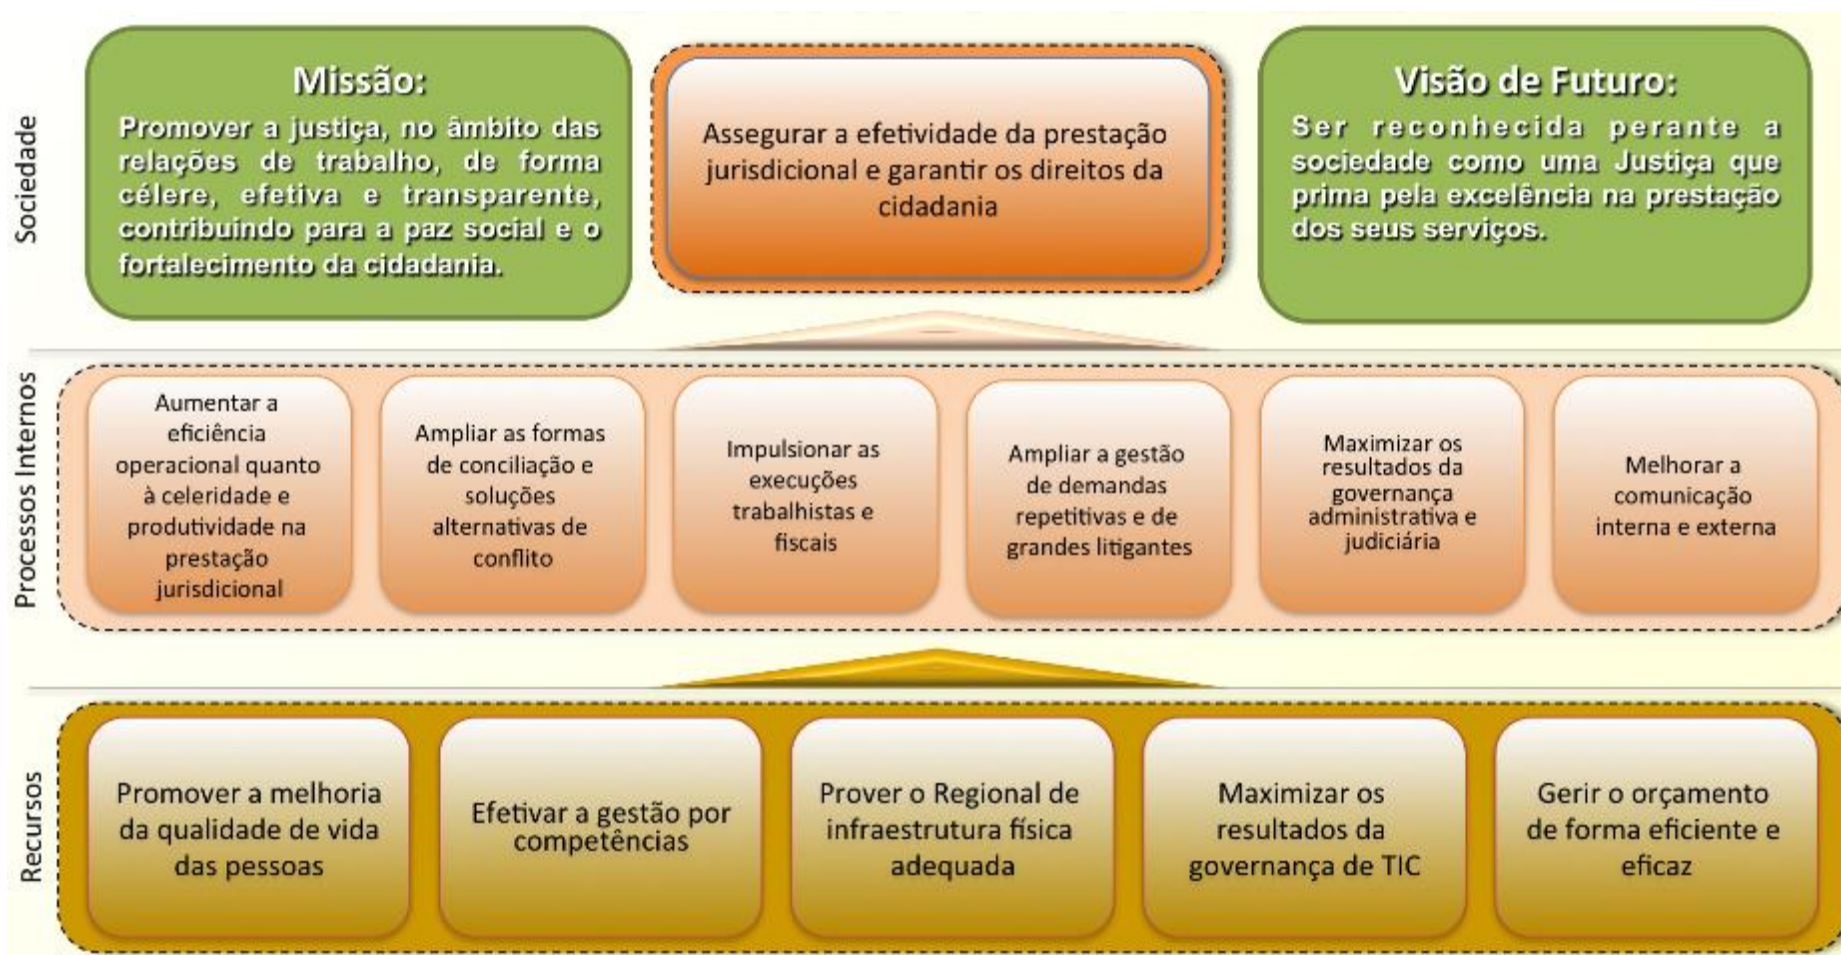 Sociedade
Missão:
Promover a justiça, no âmbito das
relações de trabalho, de forma
célere, efetiva e transparente,
contribuindo para a paz social e o
fortalecimento da cidadania.
Assegurar a efetividade da prestação
jurisdicional e garantir os direitos da
cidadania
Visão de Futuro:
Ser reconhecida perante a
sociedade como uma Justiça que
prima pela excelência na prestação
dos seus serviços.
Processos Internos
Aumentar a
eficiência
operacional quanto
à celeridade e
produtividade na
prestação
jurisdicional
Ampliar as formas
de conciliação e
soluções
alternativas de
conflito
Impulsionar as
execuções
trabalhistas e
fiscais
Ampliar a gestão
de demandas
repetitivas e de
grandes litigantes
Maximizar os
resultados da
governança
administrativa e
judiciária
Melhorar a
comunicação
interna e externa
Recursos
Promover a melhoria
da qualidade de vida
das pessoas
Efetivar a gestão por
competências
Prover o Regional de
infraestrutura física
adequada
Maximizar os
resultados da
governança de TIC
Gerir o orçamento
de forma eficiente e
eficaz